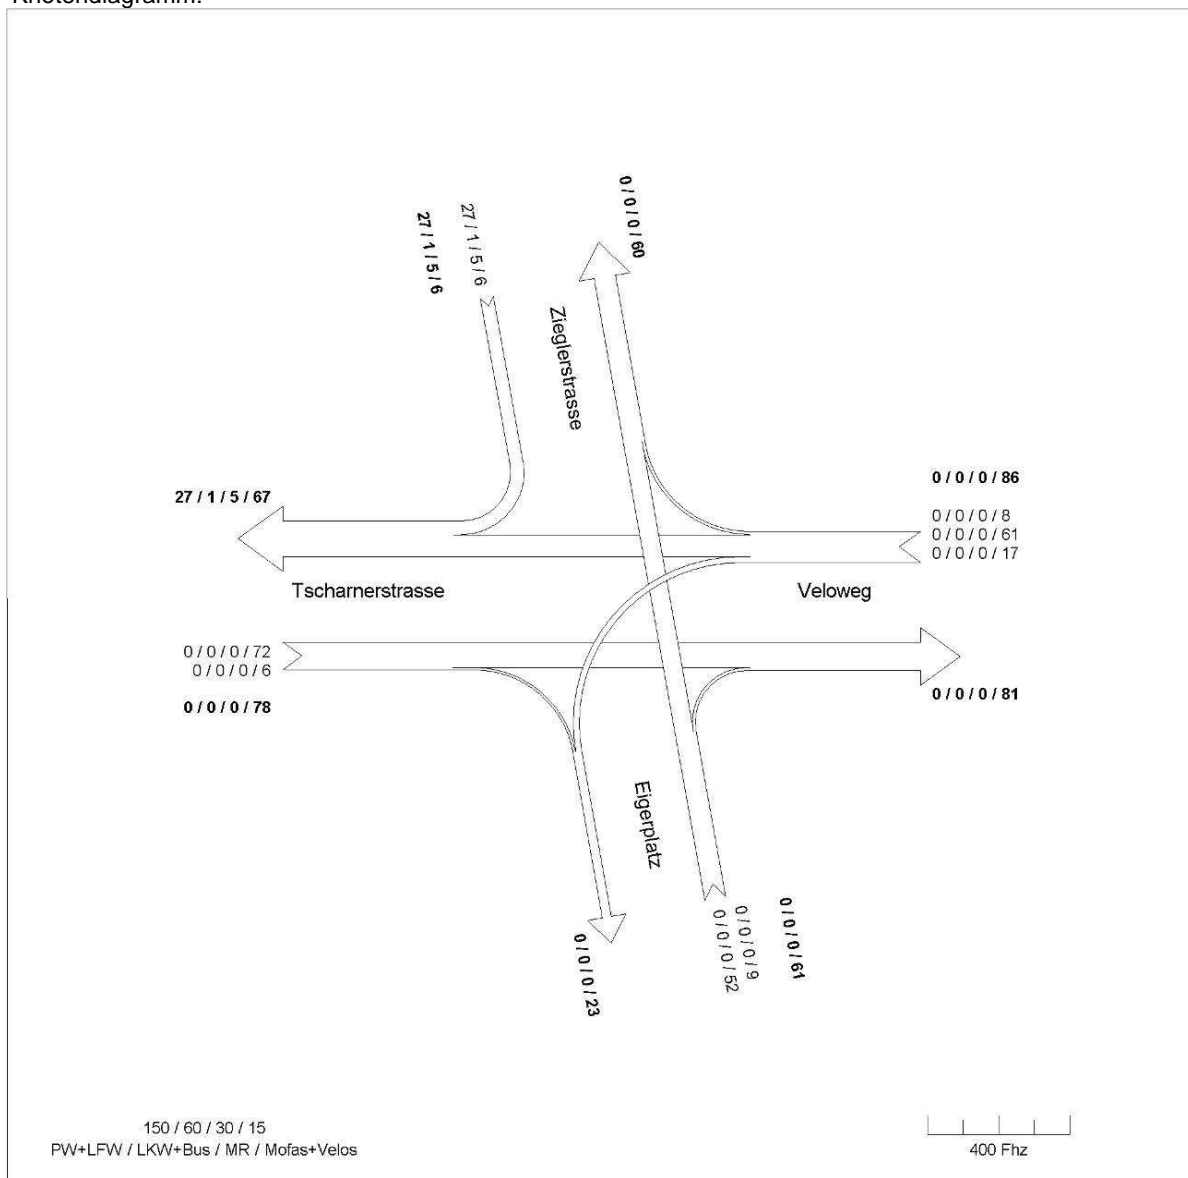 Knotendiagramm:
0 / 0 / 0 / 60
27 / 1 / 5 / 6
27 / 1 / 5 / 6
Zieglerstrasse
27 / 1 / 5 / 67
0 / 0 / 0 / 86
0 / 0 / 0 / 8
0 / 0 / 0 / 61
0 / 0 / 0 / 17
Tscharnerstrasse
Veloweg
0 / 0 / 0 / 72
0 / 0 / 0 / 6
0 / 0 / 0 / 78
0 / 0 / 0 / 81
Eigerplatz
0 / 0 / 0 / 23
0 / 0 / 0 / 52
0 / 0 / 0 / 9
0 / 0 / 0 / 61
150 / 60 / 30 / 15
PW+LFW / LKW+Bus / MR / Mofas+Velos
400 Fhz